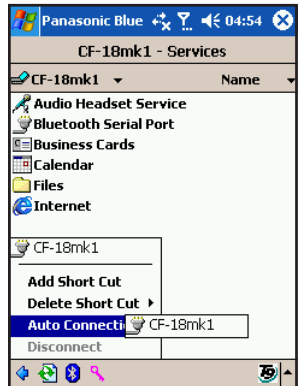 Panasonic Blue 04:54
CF-18mk1 - Services
CF-18mk1 Name
Audio Headset Service
Bluetooth Serial Port
Business Cards
Calendar
Files
Internet
CF-18mk1
Add Short Cut
Delete Short Cut
Auto Connecti CF-18mk1
Disconnect